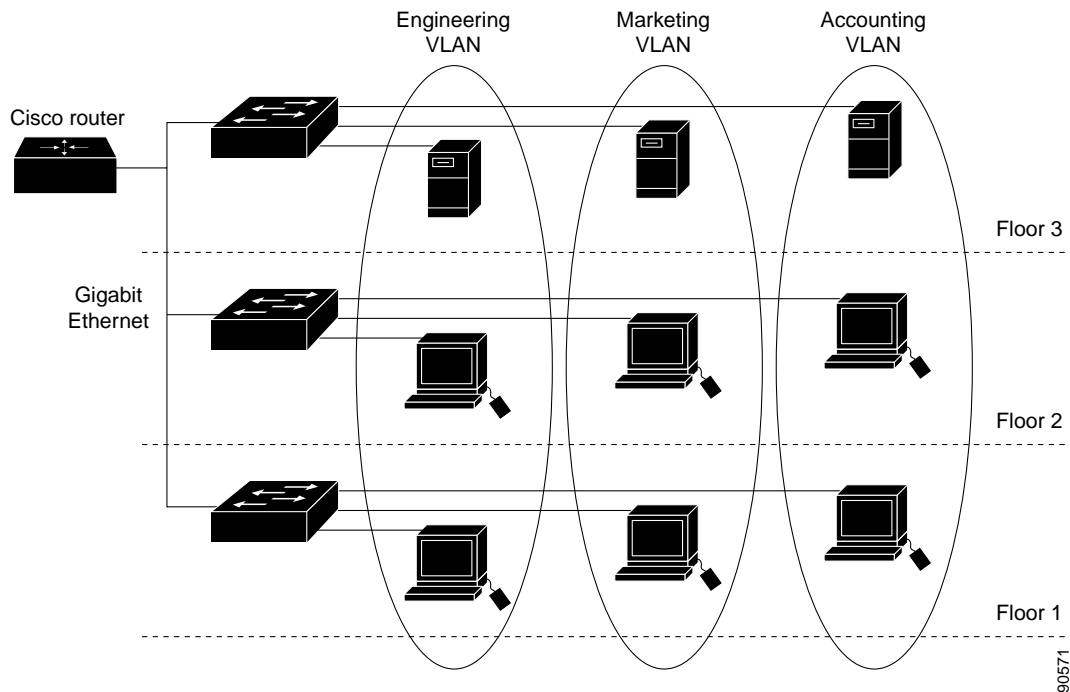 Engineering
VLAN
Marketing
VLAN
Accounting
VLAN
Cisco router
Floor 3
Gigabit
Ethernet
Floor 2
Floor 1
90571